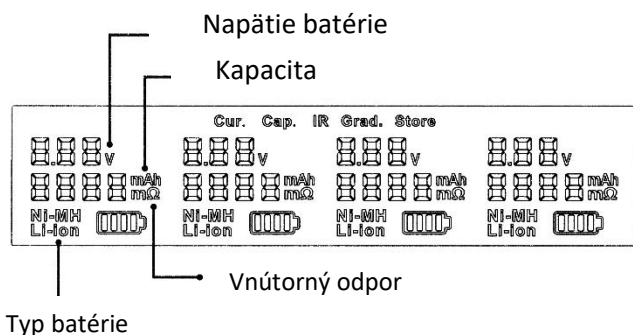 Napätie batérie
Kapacita
Cur. Cap. IR Grad. Store
8.88V 8.88V 8.88V 8.88V
8888mAh 8888mAh 8888mAh 8888mAh
mΩ mΩ mΩ mΩ
Ni-MH Ni-MH Ni-MH Ni-MH
Li-ion Li-ion Li-ion Li-ion
Vnútorný odpor
Typ batérie